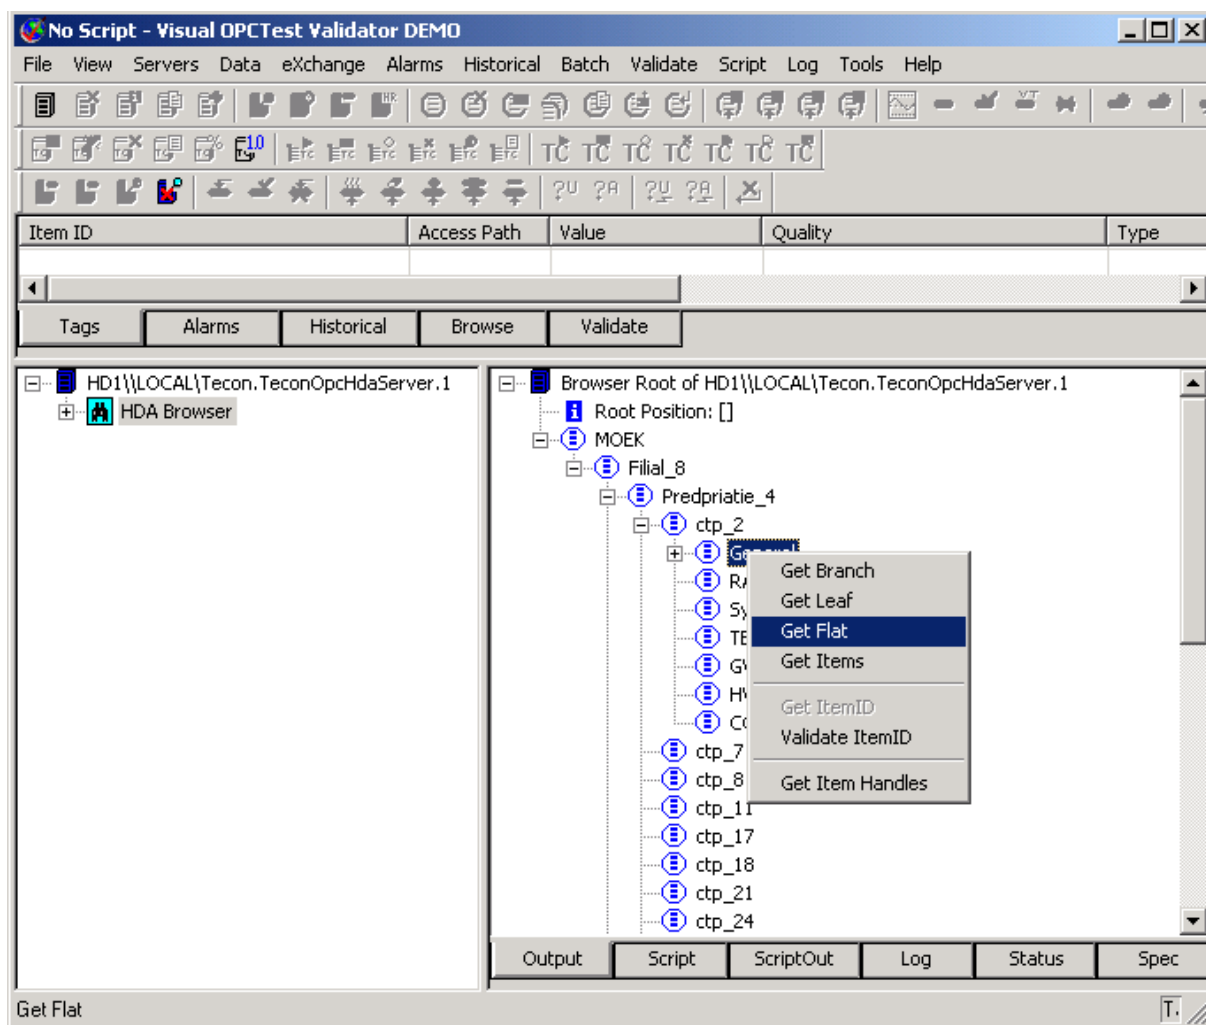 No Script - Visual OPCTest Validator DEMO
File View Servers Data eXchange Alarms Historical Batch Validate Script Log Tools Help
Item ID Access Path Value Quality Type
Tags Alarms Historical Browse Validate
HD1\\LOCAL\Tecon.TeconOpcHdaServer.1
HDA Browser
Browser Root of HD1\\LOCAL\Tecon.TeconOpcHdaServer.1
Root Position: []
MOEK
Filial_8
Predpriatie_4
ctp_2
General
Get Branch
Get Leaf
Get Flat
Get Items
Get ItemID
Validate ItemID
Get Item Handles
ctp_7
ctp_8
ctp_11
ctp_17
ctp_18
ctp_21
ctp_24
Output Script ScriptOut Log Status Spec
Get Flat T.